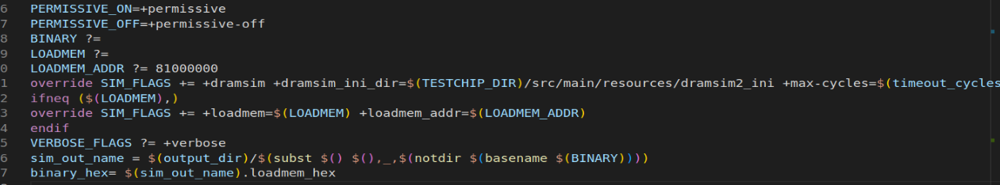 6 PERMISSIVE_ON=+permissive
7 PERMISSIVE_OFF=+permissive-off
8 BINARY ?=
9 LOADMEM ?=
0 LOADMEM_ADDR ?= 81000000
1 override SIM_FLAGS += +dramsim +dramsim_ini_dir=$(TESTCHIP_DIR)/src/main/resources/dramsim2_ini +max-cycles=$(timeout_cycles
2 ifneq ($(LOADMEM),)
3 override SIM_FLAGS += +loadmem=$(LOADMEM) +loadmem_addr=$(LOADMEM_ADDR)
4 endif
5 VERBOSE_FLAGS ?= +verbose
6 sim_out_name = $(output_dir)/$(subst $() $(),_,$(notdir $(basename $(BINARY))))
7 binary_hex= $(sim_out_name).loadmem_hex